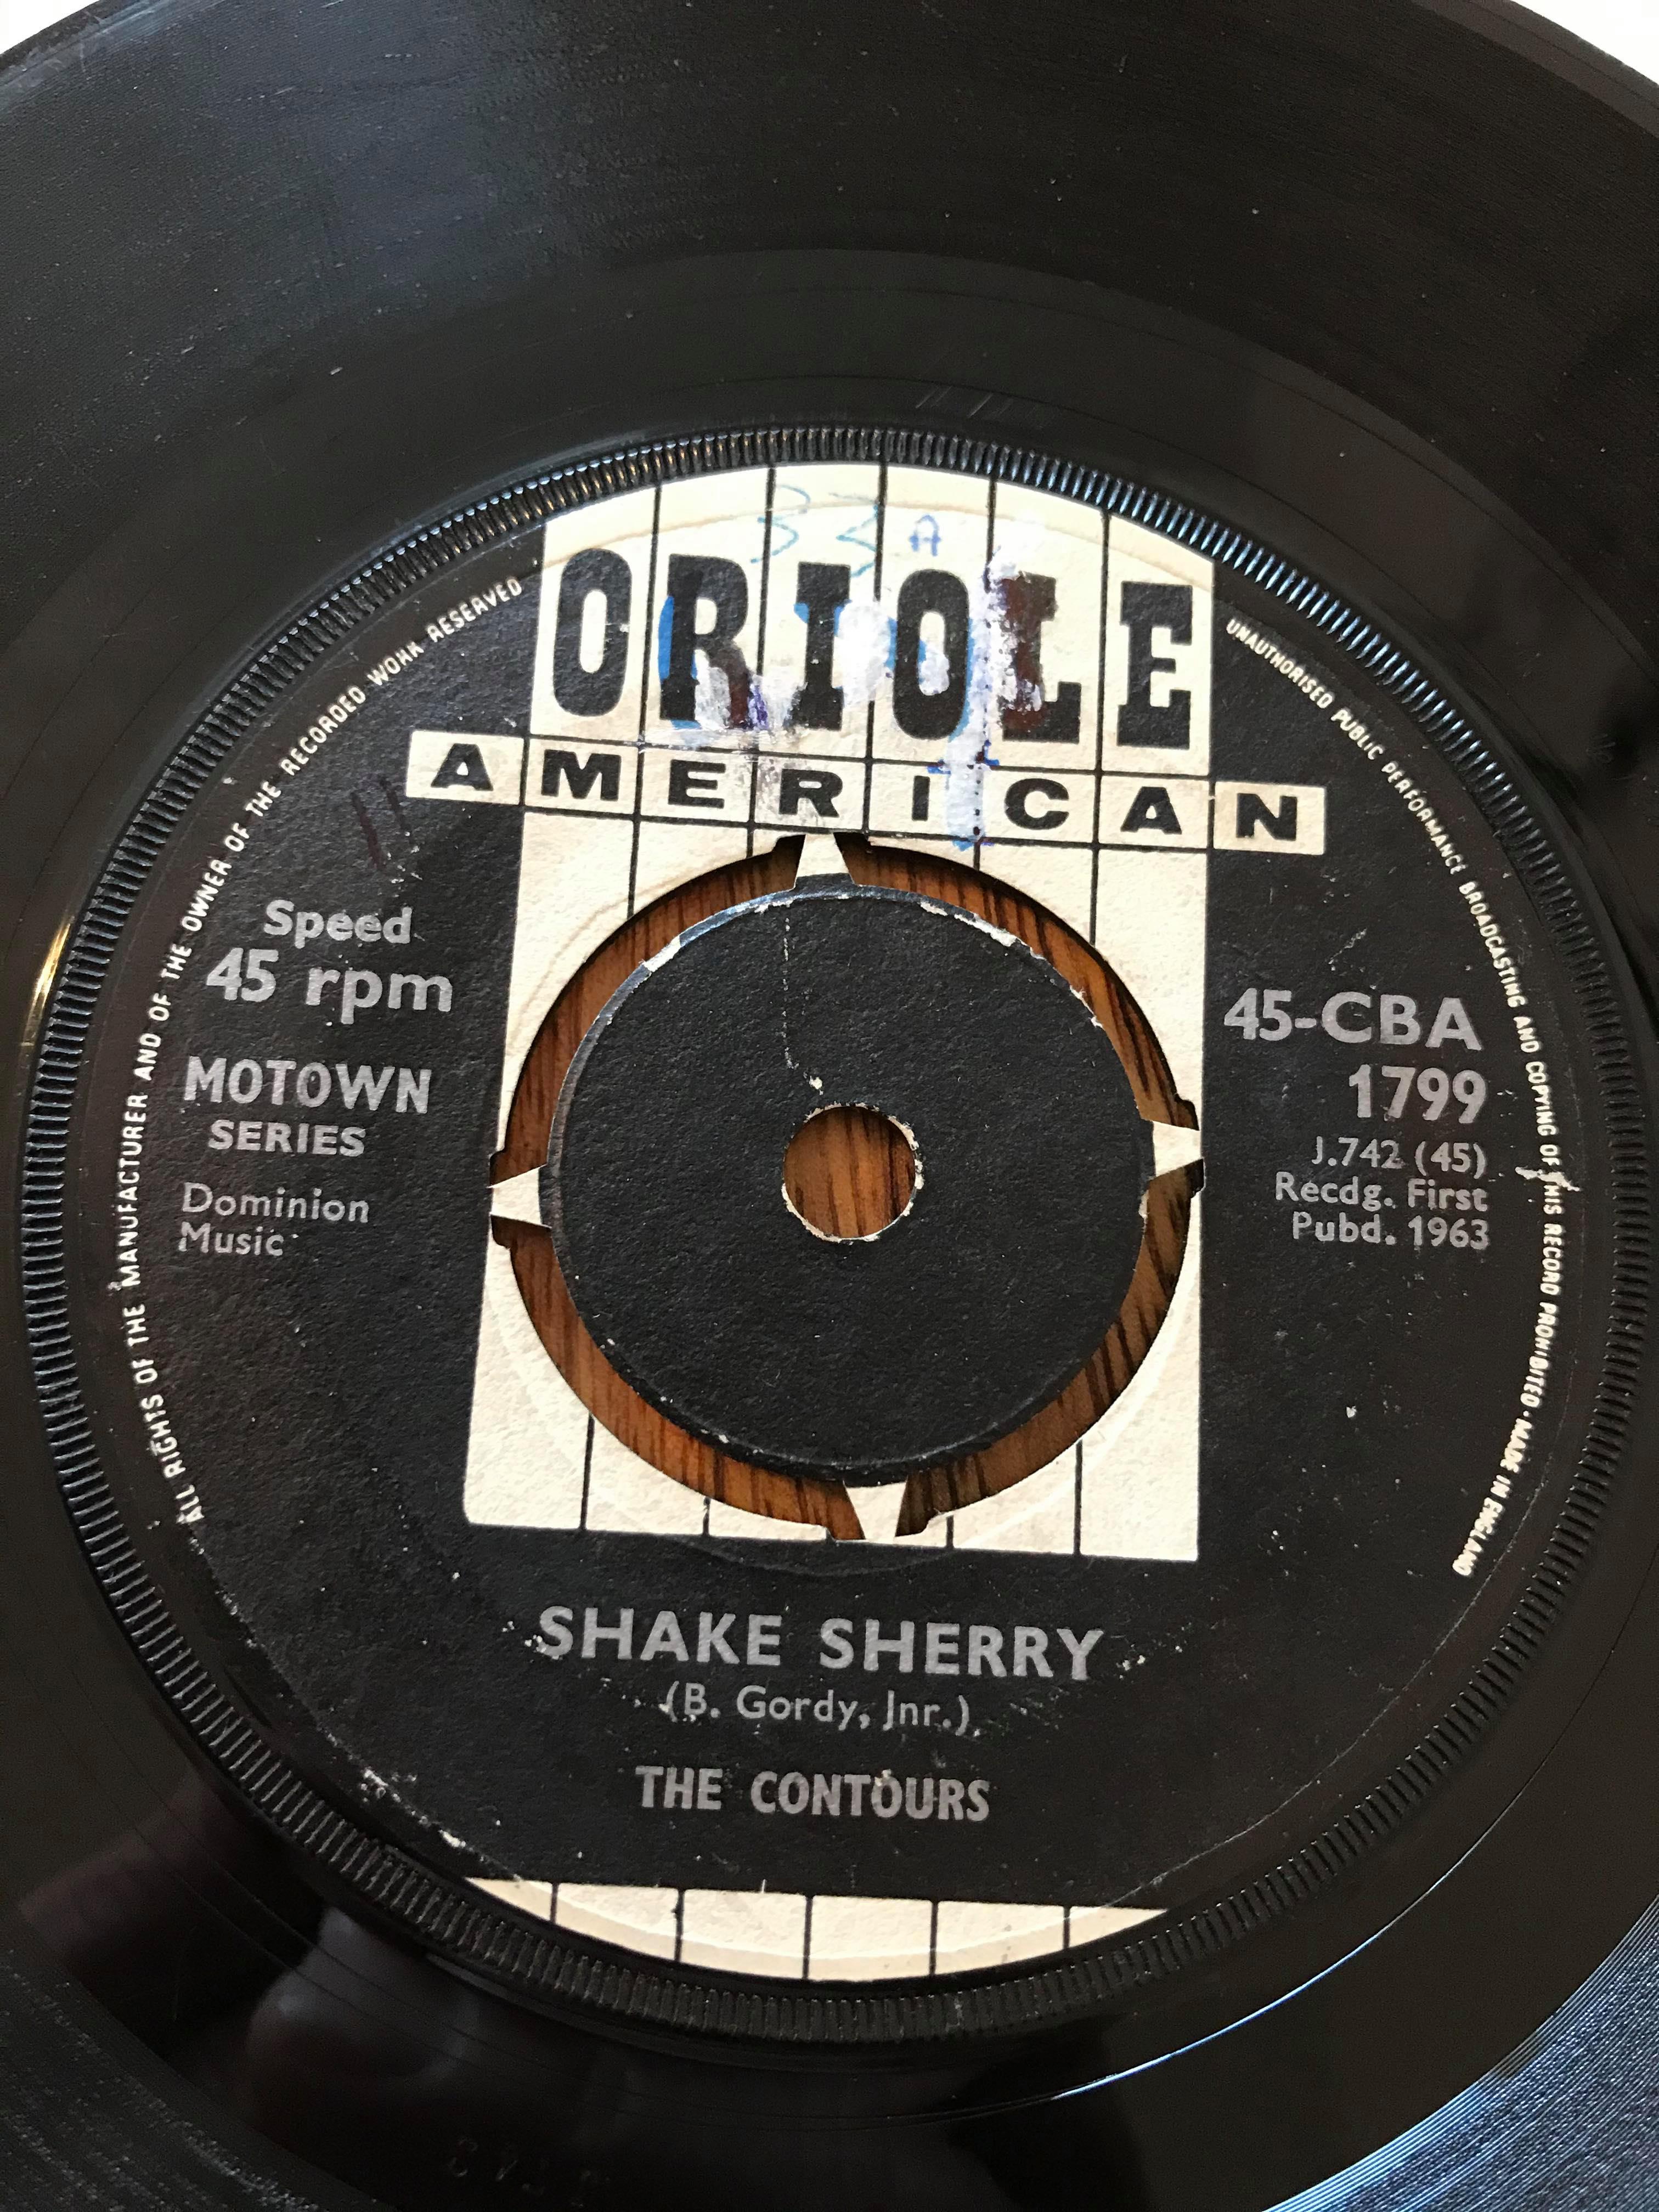 A
ORIOLE
AMERICAN
ALL RIGHTS OF THE MANUFACTURER AND OF THE OWNER OF THE RECORDED WORK RESERVED
UNAUTHORISED PUBLIC PERFORMANCE BROADCASTING AND COPYING OF THIS RECORD PROHIBITED · MADE IN ENGLAND
Speed
45 rpm
MOTOWN
SERIES
Dominion
Music
45-CBA
1799
J.742 (45)
Recdg. First
Pubd. 1963
SHAKE SHERRY
(B. Gordy, Jnr.)
THE CONTOURS